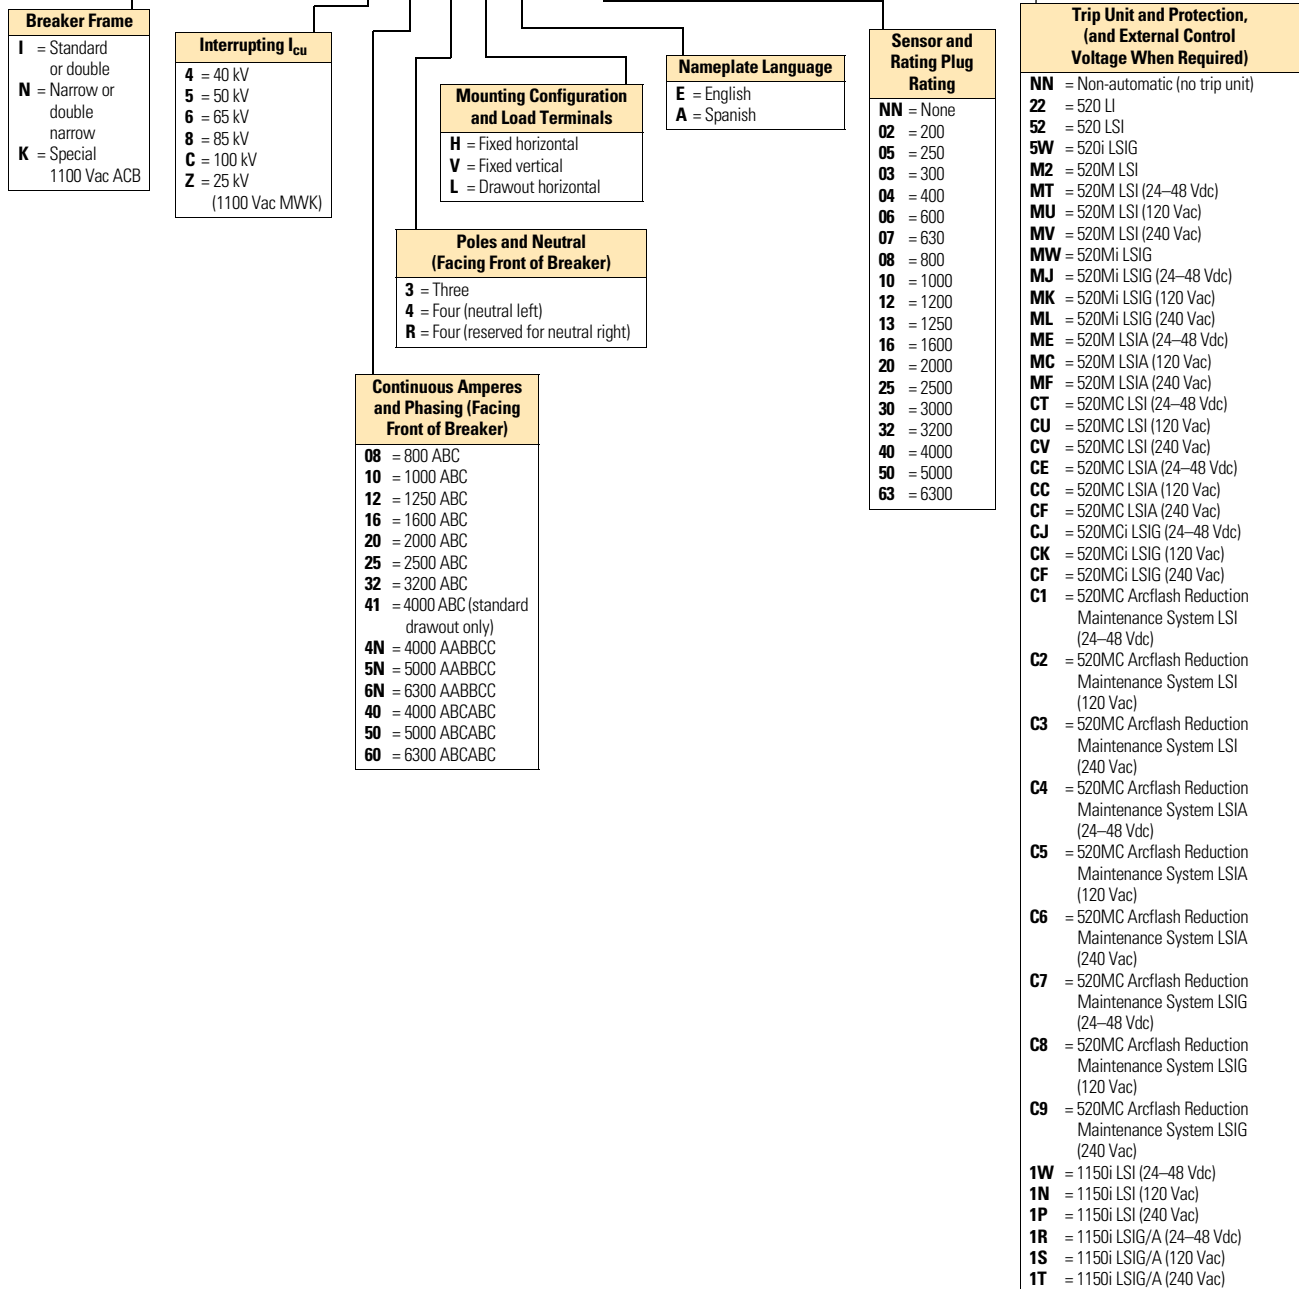 Breaker Frame
I = Standard
or double
N = Narrow or
double
narrow
K = Special
1100 Vac ACB
Interrupting Icu
4 = 40 kV
5 = 50 kV
6 = 65 kV
8 = 85 kV
C = 100 kV
Z = 25 kV
(1100 Vac MWK)
Continuous Amperes
and Phasing (Facing
Front of Breaker)
08 = 800 ABC
10 = 1000 ABC
12 = 1250 ABC
16 = 1600 ABC
20 = 2000 ABC
25 = 2500 ABC
32 = 3200 ABC
41 = 4000 ABC (standard
drawout only)
4N = 4000 AABBCC
5N = 5000 AABBCC
6N = 6300 AABBCC
40 = 4000 ABCABC
50 = 5000 ABCABC
60 = 6300 ABCABC
Poles and Neutral
(Facing Front of Breaker)
3 = Three
4 = Four (neutral left)
R = Four (reserved for neutral right)
Mounting Configuration
and Load Terminals
H = Fixed horizontal
V = Fixed vertical
L = Drawout horizontal
Nameplate Language
E = English
A = Spanish
Sensor and
Rating Plug
Rating
NN = None
02 = 200
05 = 250
03 = 300
04 = 400
06 = 600
07 = 630
08 = 800
10 = 1000
12 = 1200
13 = 1250
16 = 1600
20 = 2000
25 = 2500
30 = 3000
32 = 3200
40 = 4000
50 = 5000
63 = 6300
Trip Unit and Protection,
(and External Control
Voltage When Required)
NN = Non-automatic (no trip unit)
22 = 520 LI
52 = 520 LSI
5W = 520i LSIG
M2 = 520M LSI
MT = 520M LSI (24–48 Vdc)
MU = 520M LSI (120 Vac)
MV = 520M LSI (240 Vac)
MW = 520Mi LSIG
MJ = 520Mi LSIG (24–48 Vdc)
MK = 520Mi LSIG (120 Vac)
ML = 520Mi LSIG (240 Vac)
ME = 520M LSIA (24–48 Vdc)
MC = 520M LSIA (120 Vac)
MF = 520M LSIA (240 Vac)
CT = 520MC LSI (24–48 Vdc)
CU = 520MC LSI (120 Vac)
CV = 520MC LSI (240 Vac)
CE = 520MC LSIA (24–48 Vdc)
CC = 520MC LSIA (120 Vac)
CF = 520MC LSIA (240 Vac)
CJ = 520MCi LSIG (24–48 Vdc)
CK = 520MCi LSIG (120 Vac)
CF = 520MCi LSIG (240 Vac)
C1 = 520MC Arcflash Reduction
Maintenance System LSI
(24–48 Vdc)
C2 = 520MC Arcflash Reduction
Maintenance System LSI
(120 Vac)
C3 = 520MC Arcflash Reduction
Maintenance System LSI
(240 Vac)
C4 = 520MC Arcflash Reduction
Maintenance System LSIA
(24–48 Vdc)
C5 = 520MC Arcflash Reduction
Maintenance System LSIA
(120 Vac)
C6 = 520MC Arcflash Reduction
Maintenance System LSIA
(240 Vac)
C7 = 520MC Arcflash Reduction
Maintenance System LSIG
(24–48 Vdc)
C8 = 520MC Arcflash Reduction
Maintenance System LSIG
(120 Vac)
C9 = 520MC Arcflash Reduction
Maintenance System LSIG
(240 Vac)
1W = 1150i LSI (24–48 Vdc)
1N = 1150i LSI (120 Vac)
1P = 1150i LSI (240 Vac)
1R = 1150i LSIG/A (24–48 Vdc)
1S = 1150i LSIG/A (120 Vac)
1T = 1150i LSIG/A (240 Vac)